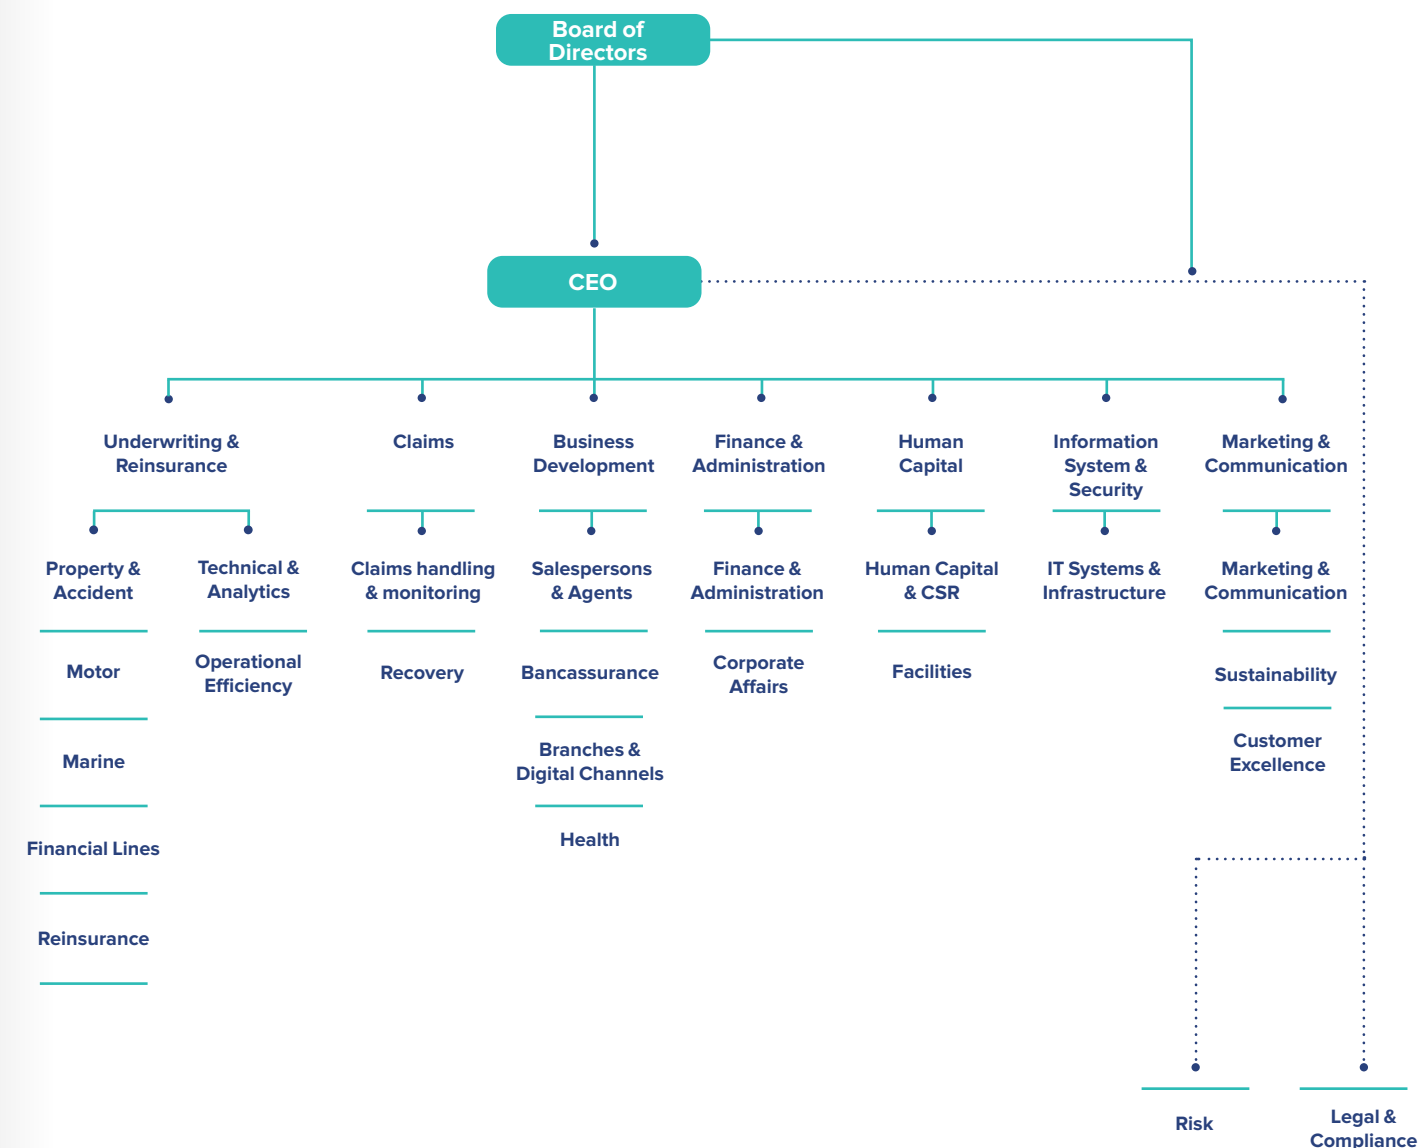 Board of
Directors
CEO
Underwriting &
Reinsurance
Claims
Business
Development
Finance &
Administration
Human
Capital
Information
System &
Security
Marketing &
Communication
Property &
Accident
Technical &
Analytics
Claims handling
& monitoring
Salespersons
& Agents
Finance &
Administration
Human Capital
& CSR
IT Systems &
Infrastructure
Marketing &
Communication
Motor
Operational
Efficiency
Recovery
Bancassurance
Corporate
Affairs
Facilities
Sustainability
Marine
Branches &
Digital Channels
Customer
Excellence
Financial Lines
Health
Reinsurance
Risk
Legal &
Compliance